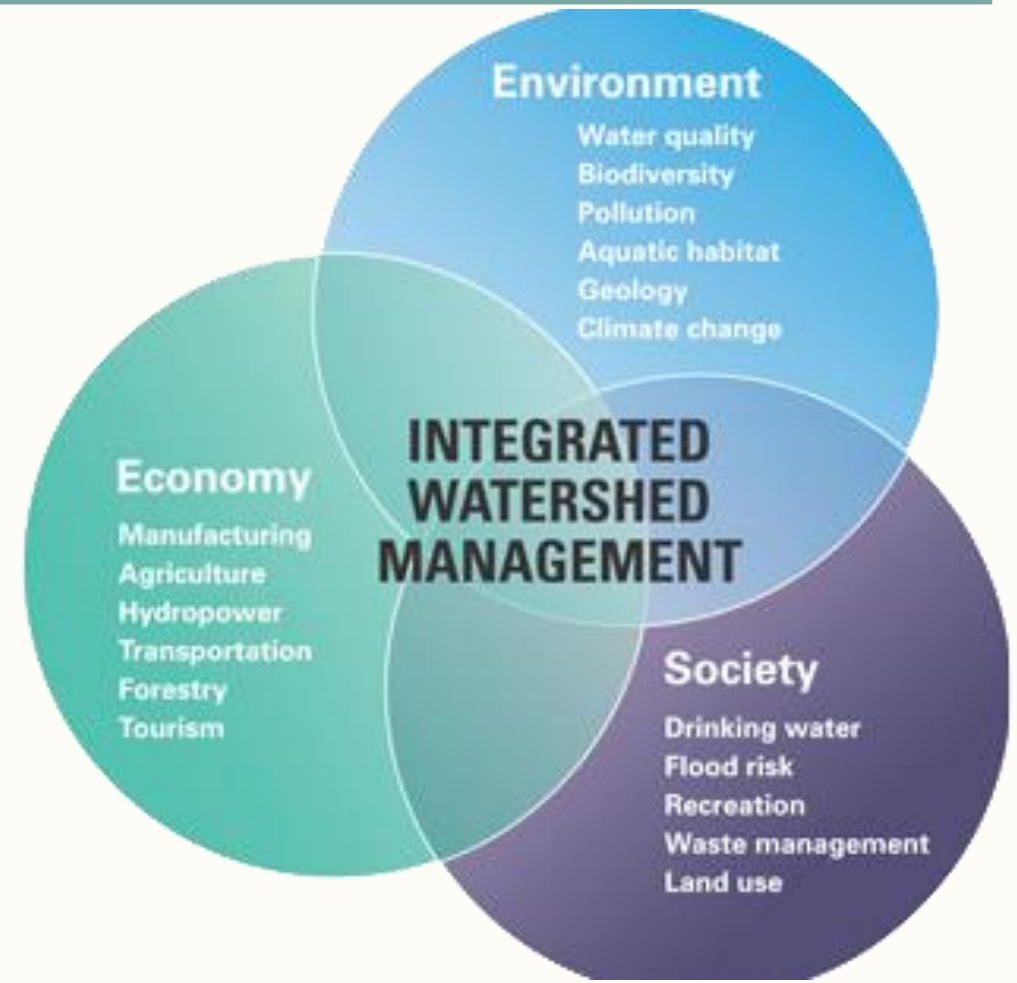 Environment
Water quality
Biodiversity
Pollution
Aquatic habitat
Geology
Climate change
INTEGRATED
WATERSHED
MANAGEMENT
Economy
Manufacturing
Agriculture
Hydropower
Transportation
Forestry
Tourism
Society
Drinking water
Flood risk
Recreation
Waste management
Land use